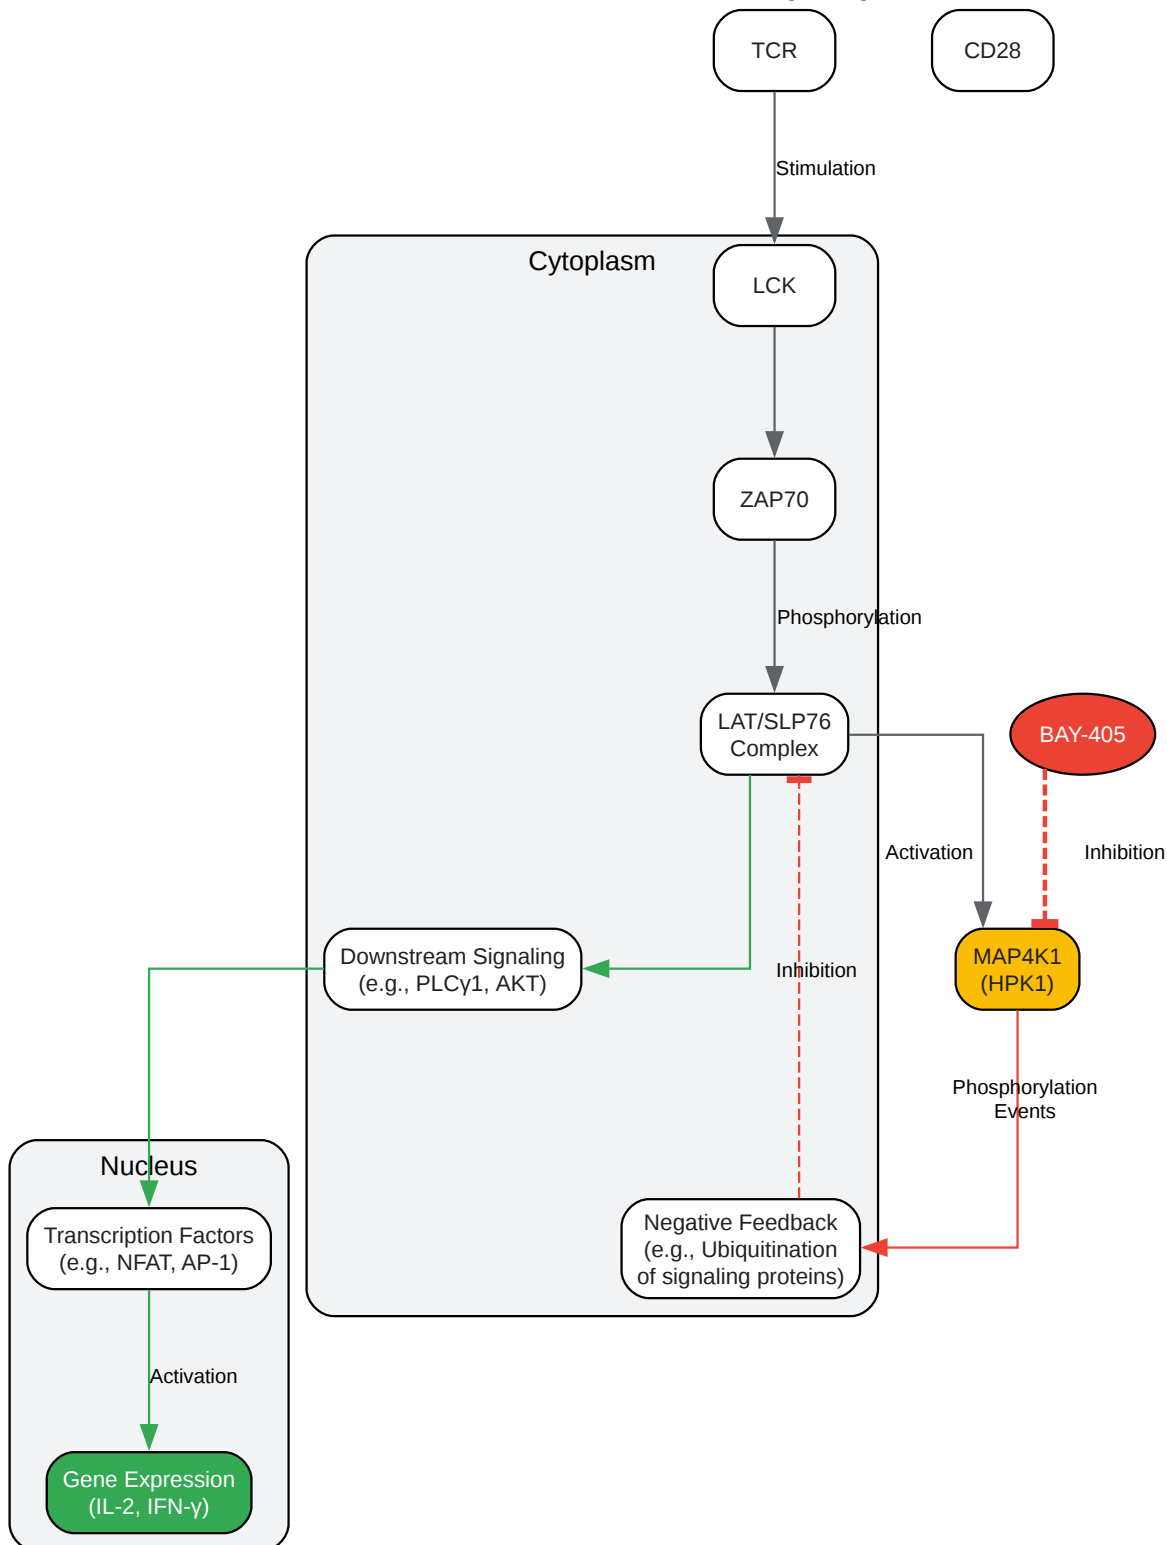 TCR
CD28
Stimulation
Cytoplasm
LCK
ZAP70
Phosphorylation
LAT/SLP76
Complex
BAY-405
Activation
Inhibition
Downstream Signaling
(e.g., PLCγ1, AKT)
Inhibition
MAP4K1
(HPK1)
Phosphorylation
Events
Nucleus
Transcription Factors
(e.g., NFAT, AP-1)
Negative Feedback
(e.g., Ubiquitination
of signaling proteins)
Activation
Gene Expression
(IL-2, IFN-γ)